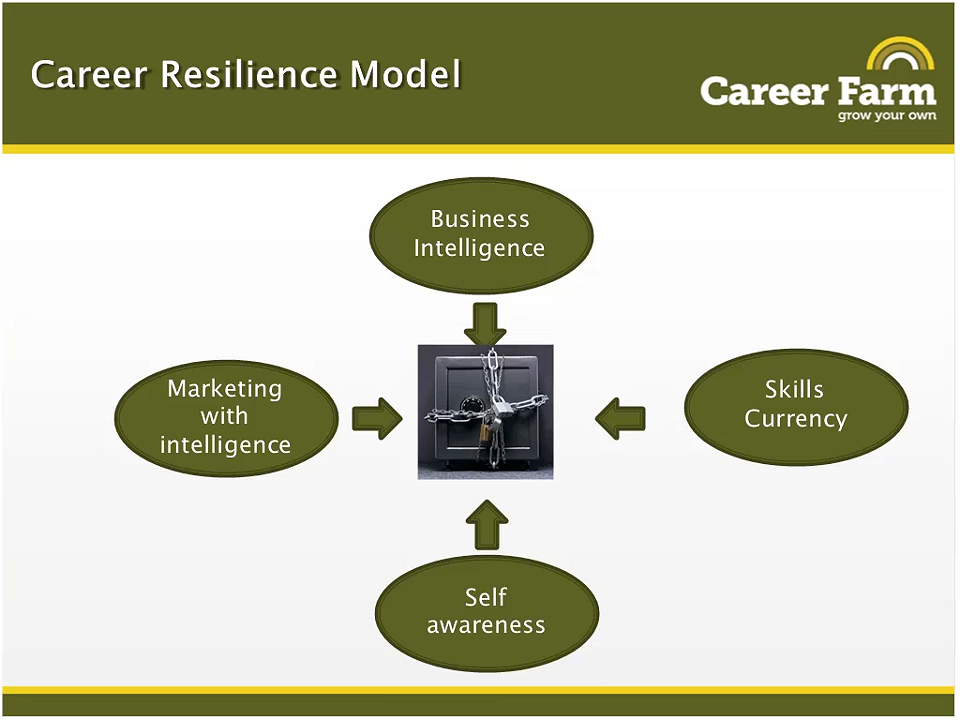 Career Resilience Model
Career Farm
grow your own
Business
Intelligence
Marketing
with
intelligence
Skills
Currency
Self
awareness